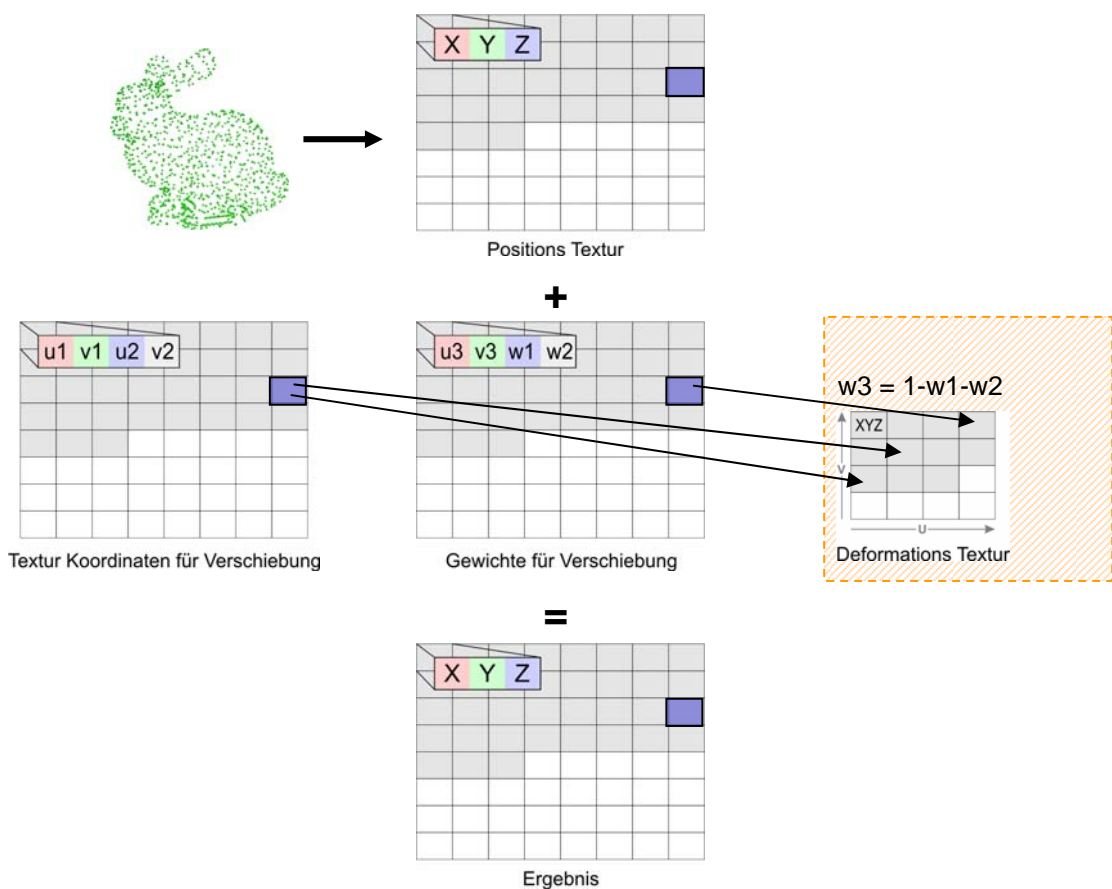 X Y Z
Positions Textur
+
u1 v1 u2 v2
u3 v3 w1 w2
w3 = 1-w1-w2
XYZ
V
U
Textur Koordinaten für Verschiebung
Gewichte für Verschiebung
Deformations Textur
=
X Y Z
Ergebnis